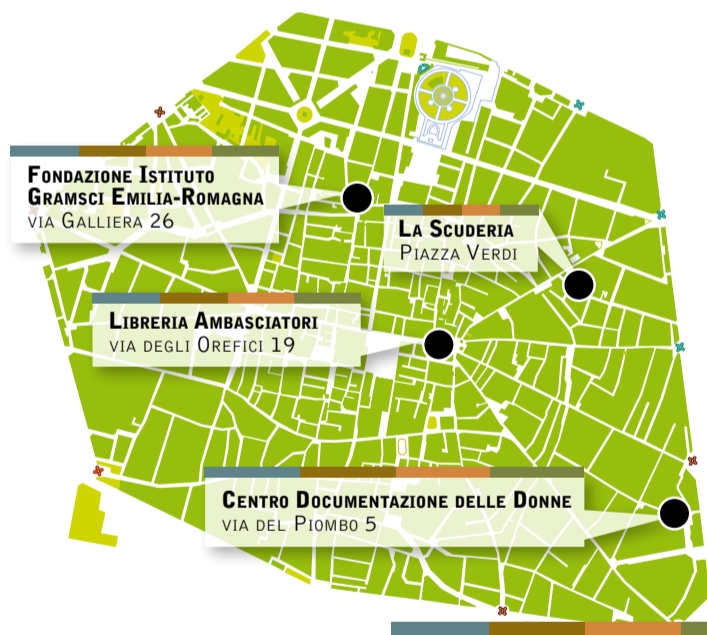 Fondazione Istituto
Gramsci Emilia-Romagna
via Galliera 26
La Scuderia
Piazza Verdi
Libreria Ambasciatori
via degli Orefici 19
Centro Documentazione delle Donne
via del Piombo 5